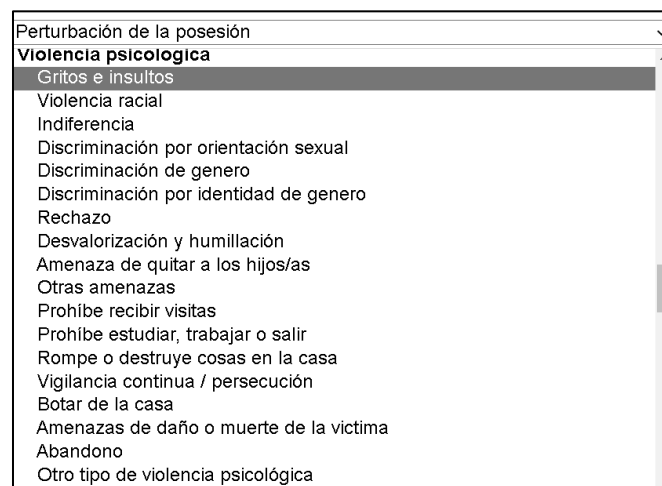 Perturbación de la posesión
Violencia psicologica
Gritos e insultos
Violencia racial
Indiferencia
Discriminación por orientación sexual
Discriminación de genero
Discriminación por identidad de genero
Rechazo
Desvalorización y humillación
Amenaza de quitar a los hijos/as
Otras amenazas
Prohíbe recibir visitas
Prohíbe estudiar, trabajar o salir
Rompe o destruye cosas en la casa
Vigilancia continua / persecución
Botar de la casa
Amenazas de daño o muerte de la victima
Abandono
Otro tipo de violencia psicológica